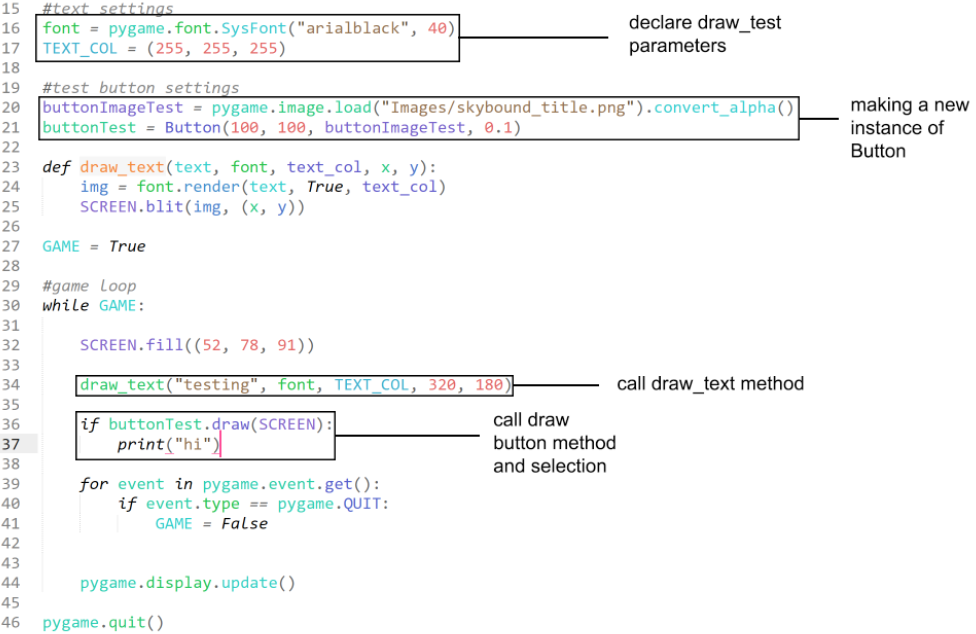 15 #text settings
16 font = pygame.font.SysFont("arialblack", 40)
17 TEXT_COL = (255, 255, 255)
declare draw_test
parameters
18
19 #test button settings
20 buttonImageTest = pygame.image.load("Images/skybound_title.png").convert_alpha()
21 buttonTest = Button(100, 100, buttonImageTest, 0.1)
making a new
instance of
Button
22
23 def draw_text(text, font, text_col, x, y):
24     img = font.render(text, True, text_col)
25     SCREEN.blit(img, (x, y))
26
27 GAME = True
28
29 #game loop
30 while GAME:
31
32     SCREEN.fill((52, 78, 91))
33
34     draw_text("testing", font, TEXT_COL, 320, 180)
call draw_text method
35
36     if buttonTest.draw(SCREEN):
37         print("hi")
call draw
button method
and selection
38
39     for event in pygame.event.get():
40         if event.type == pygame.QUIT:
41             GAME = False
42
43
44     pygame.display.update()
45
46 pygame.quit()